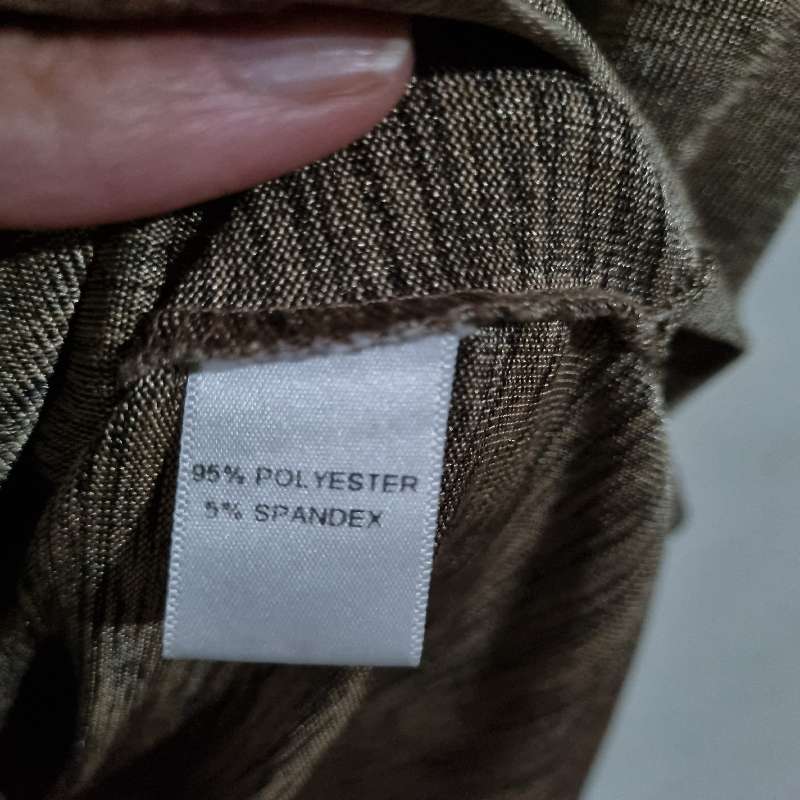 95% POLYESTER
5% SPANDEX